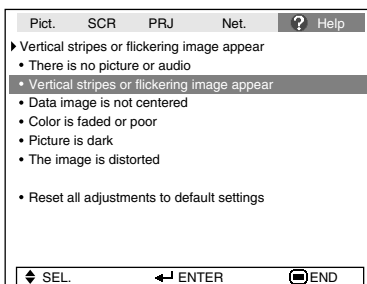 Pict. SCR PRJ Net. ? Help
Vertical stripes or flickering image appear
• There is no picture or audio
• Vertical stripes or flickering image appear
• Data image is not centered
• Color is faded or poor
• Picture is dark
• The image is distorted
• Reset all adjustments to default settings
SEL. ENTER END